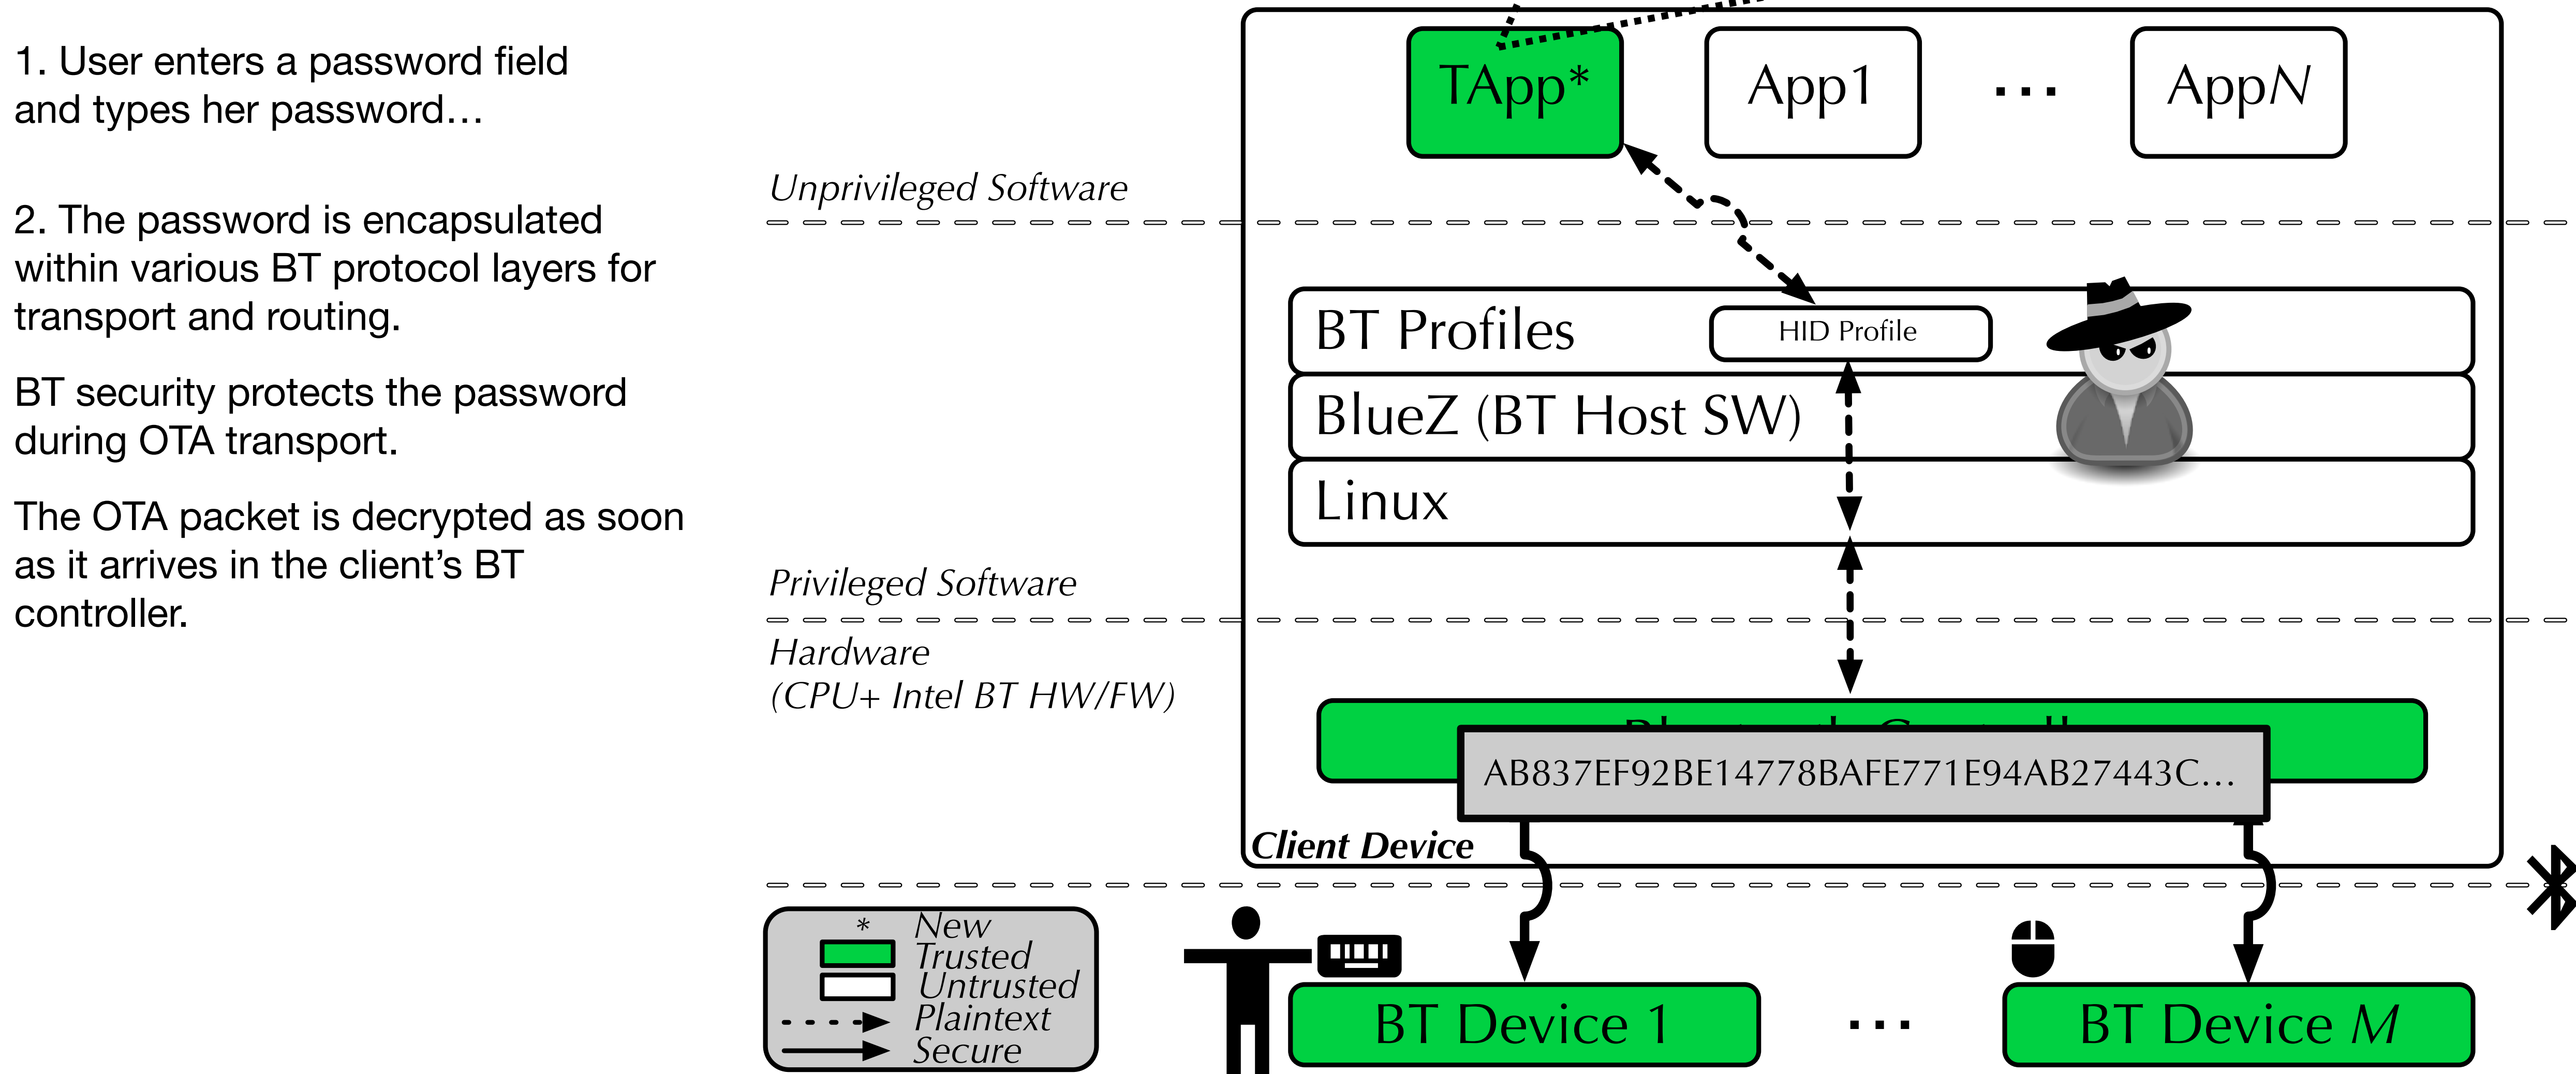 1. User enters a password field
and types her password…
2. The password is encapsulated
within various BT protocol layers for
transport and routing.
BT security protects the password
during OTA transport.
The OTA packet is decrypted as soon
as it arrives in the client's BT
controller.
TApp*
App1
...
AppN
Unprivileged Software
BT Profiles
HID Profile
BlueZ (BT Host SW)
Linux
Privileged Software
Hardware
(CPU+ Intel BT HW/FW)
AB837EF92BE14778BAFE771E94AB27443C...
Client Device
* New
Trusted
Untrusted
Plaintext
Secure
BT Device 1
...
BT Device M